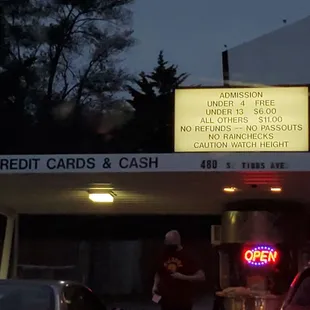 ADMISSION
UNDER 4 FREE
UNDER 13 $6.00
ALL OTHERS $11.00
NO REFUNDS -- NO PASSOUTS
NO RAINCHECKS
CAUTION WATCH HEIGHT
REDIT CARDS & CASH
480 S. TIBBS AVE.
OPEN